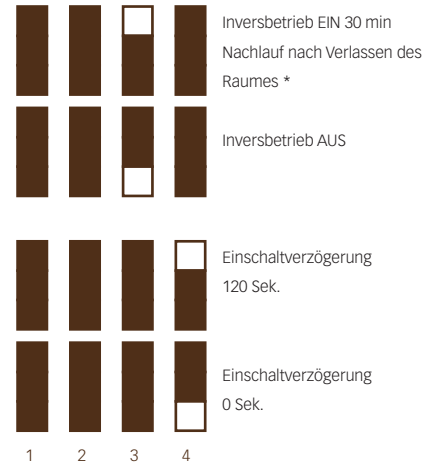 Inversbetrieb EIN 30 min
Nachlauf nach Verlassen des
Raumes *
Inversbetrieb AUS
Einschaltverzögerung
120 Sek.
Einschaltverzögerung
0 Sek.
1 2 3 4